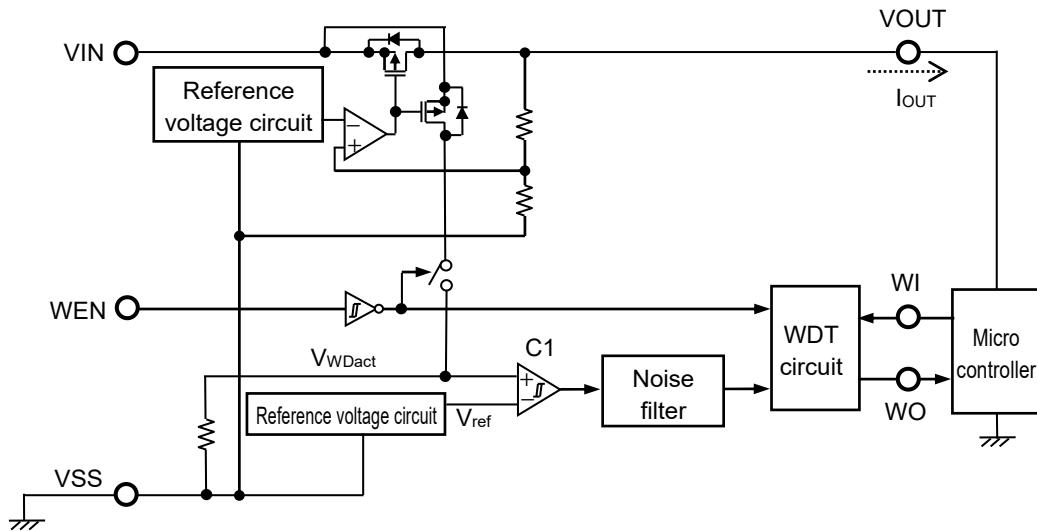 VIN
VOUT
Reference
voltage circuit
IOUT
−
+
WEN
WI
WDT
circuit
Micro
controller
C1
VWDact
+
−
Noise
filter
WO
Reference voltage circuit
Vref
VSS